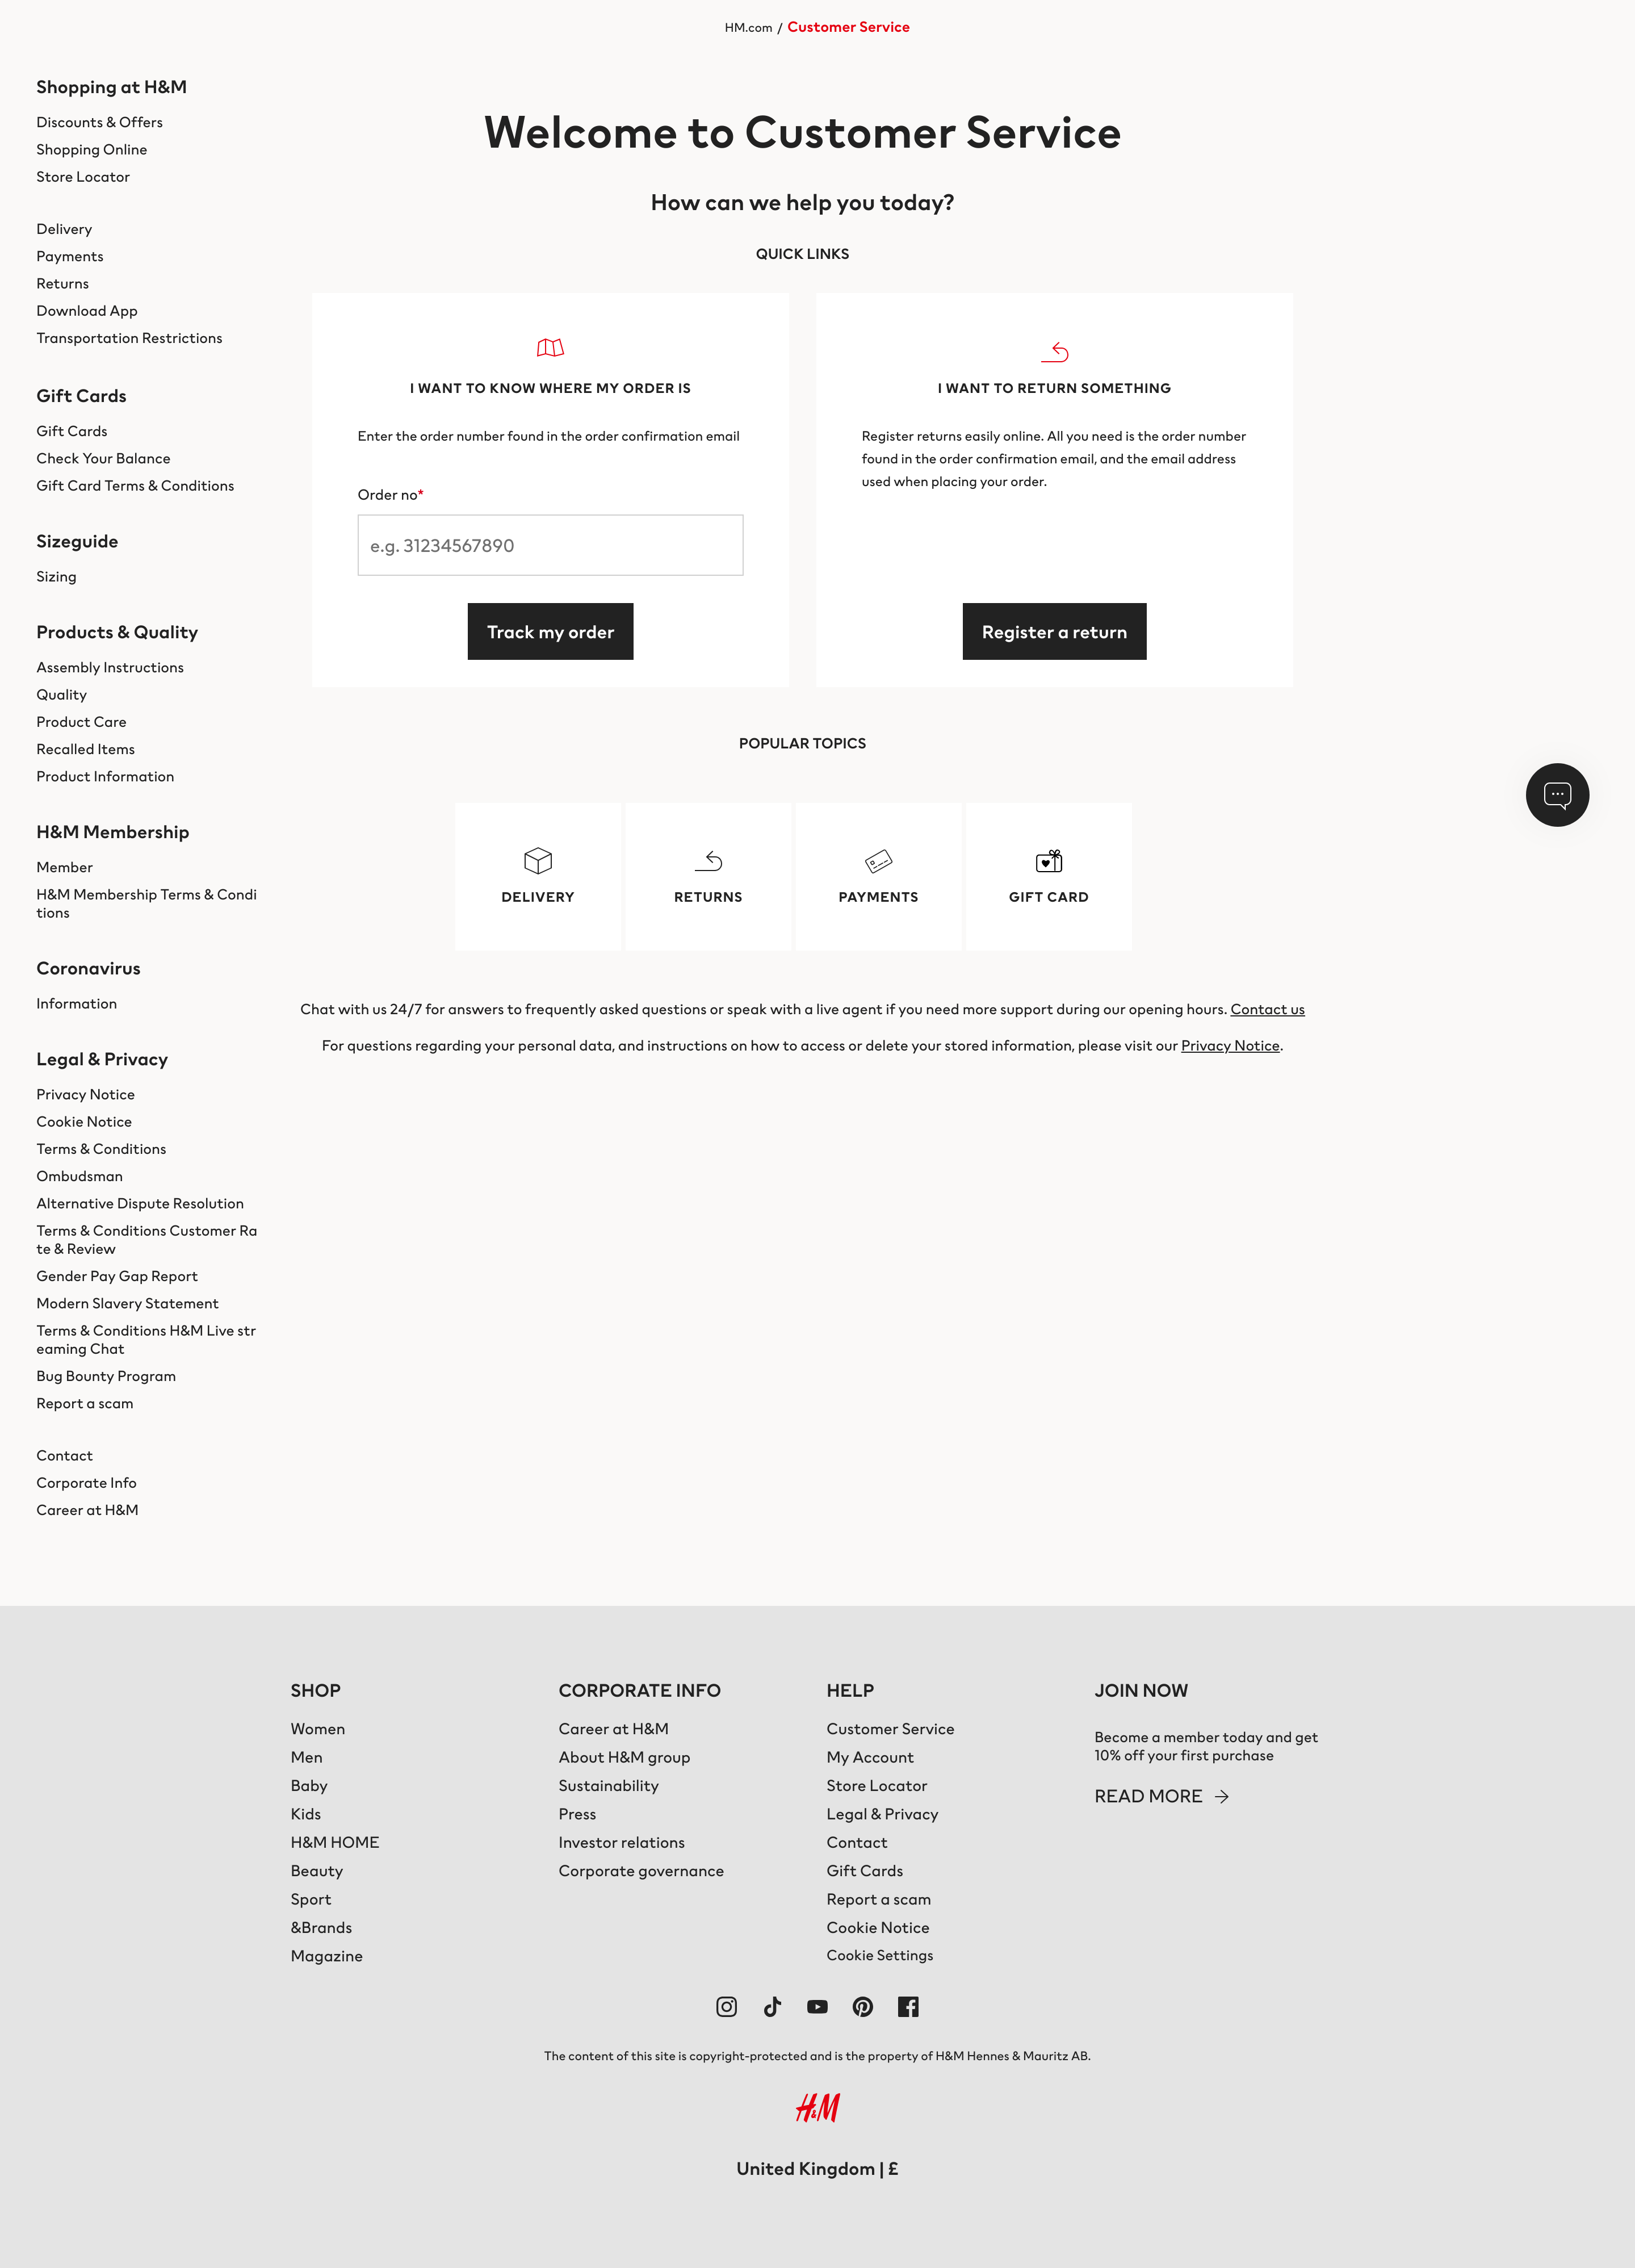 HM.com / Customer Service
Shopping at H&M
Discounts & Offers
Shopping Online
Store Locator
Delivery
Payments
Returns
Download App
Transportation Restrictions
Gift Cards
Gift Cards
Check Your Balance
Gift Card Terms & Conditions
Sizeguide
Sizing
Products & Quality
Assembly Instructions
Quality
Product Care
Recalled Items
Product Information
H&M Membership
Member
H&M Membership Terms & Condi
tions
Coronavirus
Information
Legal & Privacy
Privacy Notice
Cookie Notice
Terms & Conditions
Ombudsman
Alternative Dispute Resolution
Terms & Conditions Customer Ra
te & Review
Gender Pay Gap Report
Modern Slavery Statement
Terms & Conditions H&M Live str
eaming Chat
Bug Bounty Program
Report a scam
Contact
Corporate Info
Career at H&M
Welcome to Customer Service
How can we help you today?
QUICK LINKS
I WANT TO KNOW WHERE MY ORDER IS
Enter the order number found in the order confirmation email
Order no*
e.g. 31234567890
Track my order
I WANT TO RETURN SOMETHING
Register returns easily online. All you need is the order number
found in the order confirmation email, and the email address
used when placing your order.
Register a return
POPULAR TOPICS
DELIVERY
RETURNS
PAYMENTS
GIFT CARD
Chat with us 24/7 for answers to frequently asked questions or speak with a live agent if you need more support during our opening hours. Contact us
For questions regarding your personal data, and instructions on how to access or delete your stored information, please visit our Privacy Notice.
SHOP
Women
Men
Baby
Kids
H&M HOME
Beauty
Sport
&Brands
Magazine
CORPORATE INFO
Career at H&M
About H&M group
Sustainability
Press
Investor relations
Corporate governance
HELP
Customer Service
My Account
Store Locator
Legal & Privacy
Contact
Gift Cards
Report a scam
Cookie Notice
Cookie Settings
JOIN NOW
Become a member today and get
10% off your first purchase
READ MORE
The content of this site is copyright-protected and is the property of H&M Hennes & Mauritz AB.
H&M
United Kingdom | £